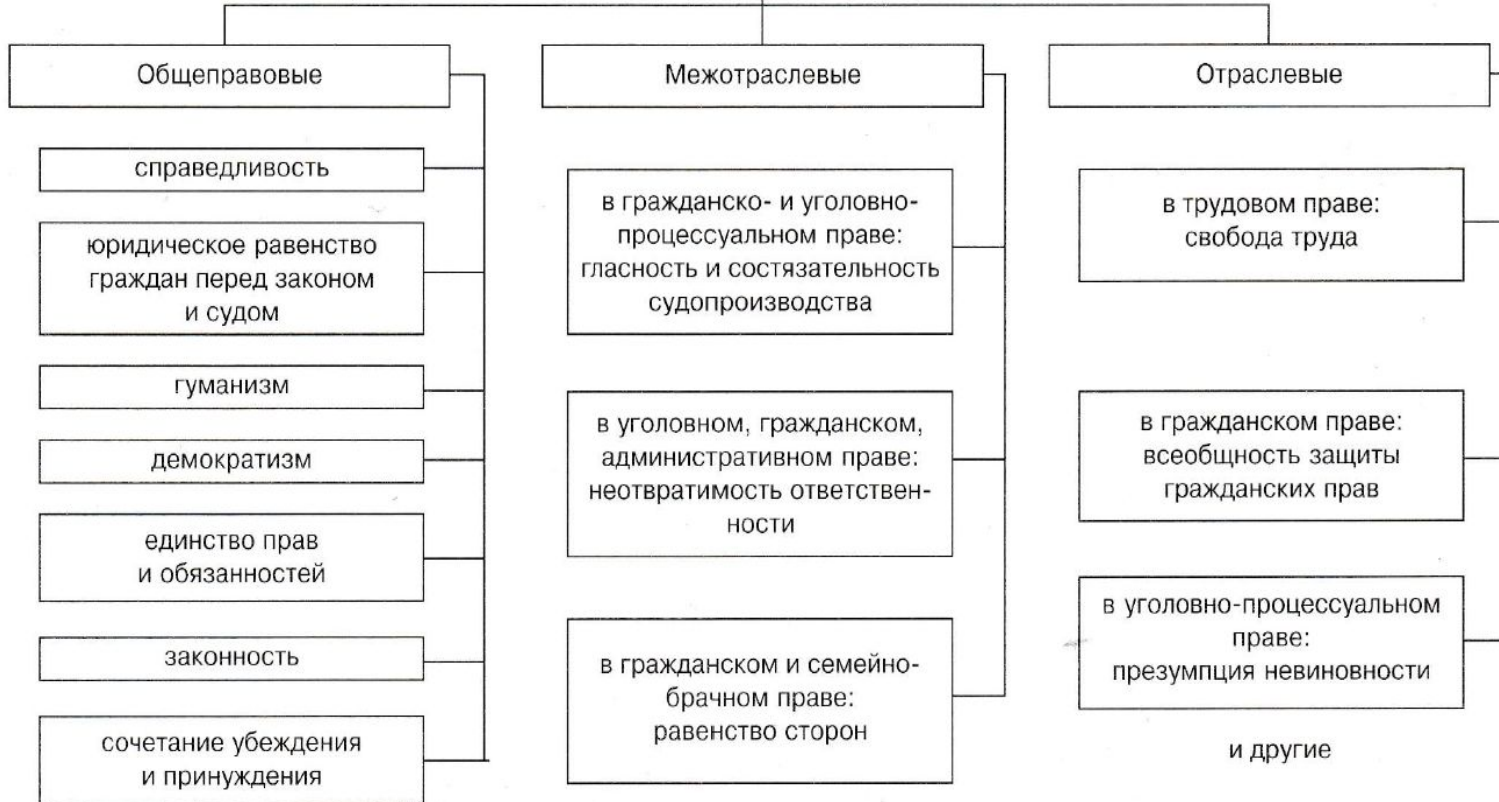 Общеправовые
справедливость
юридическое равенство
граждан перед законом
и судом
гуманизм
демократизм
единство прав
и обязанностей
законность
сочетание убеждения
и принуждения
Межотраслевые
в гражданско- и уголовно-
процессуальном праве:
гласность и состязательность
судопроизводства
в уголовном, гражданском,
административном праве:
неотвратимость ответствен-
ности
в гражданском и семейно-
брачном праве:
равенство сторон
Отраслевые
в трудовом праве:
свобода труда
в гражданском праве:
всеобщность защиты
гражданских прав
в уголовно-процессуальном
праве:
презумпция невиновности
и другие